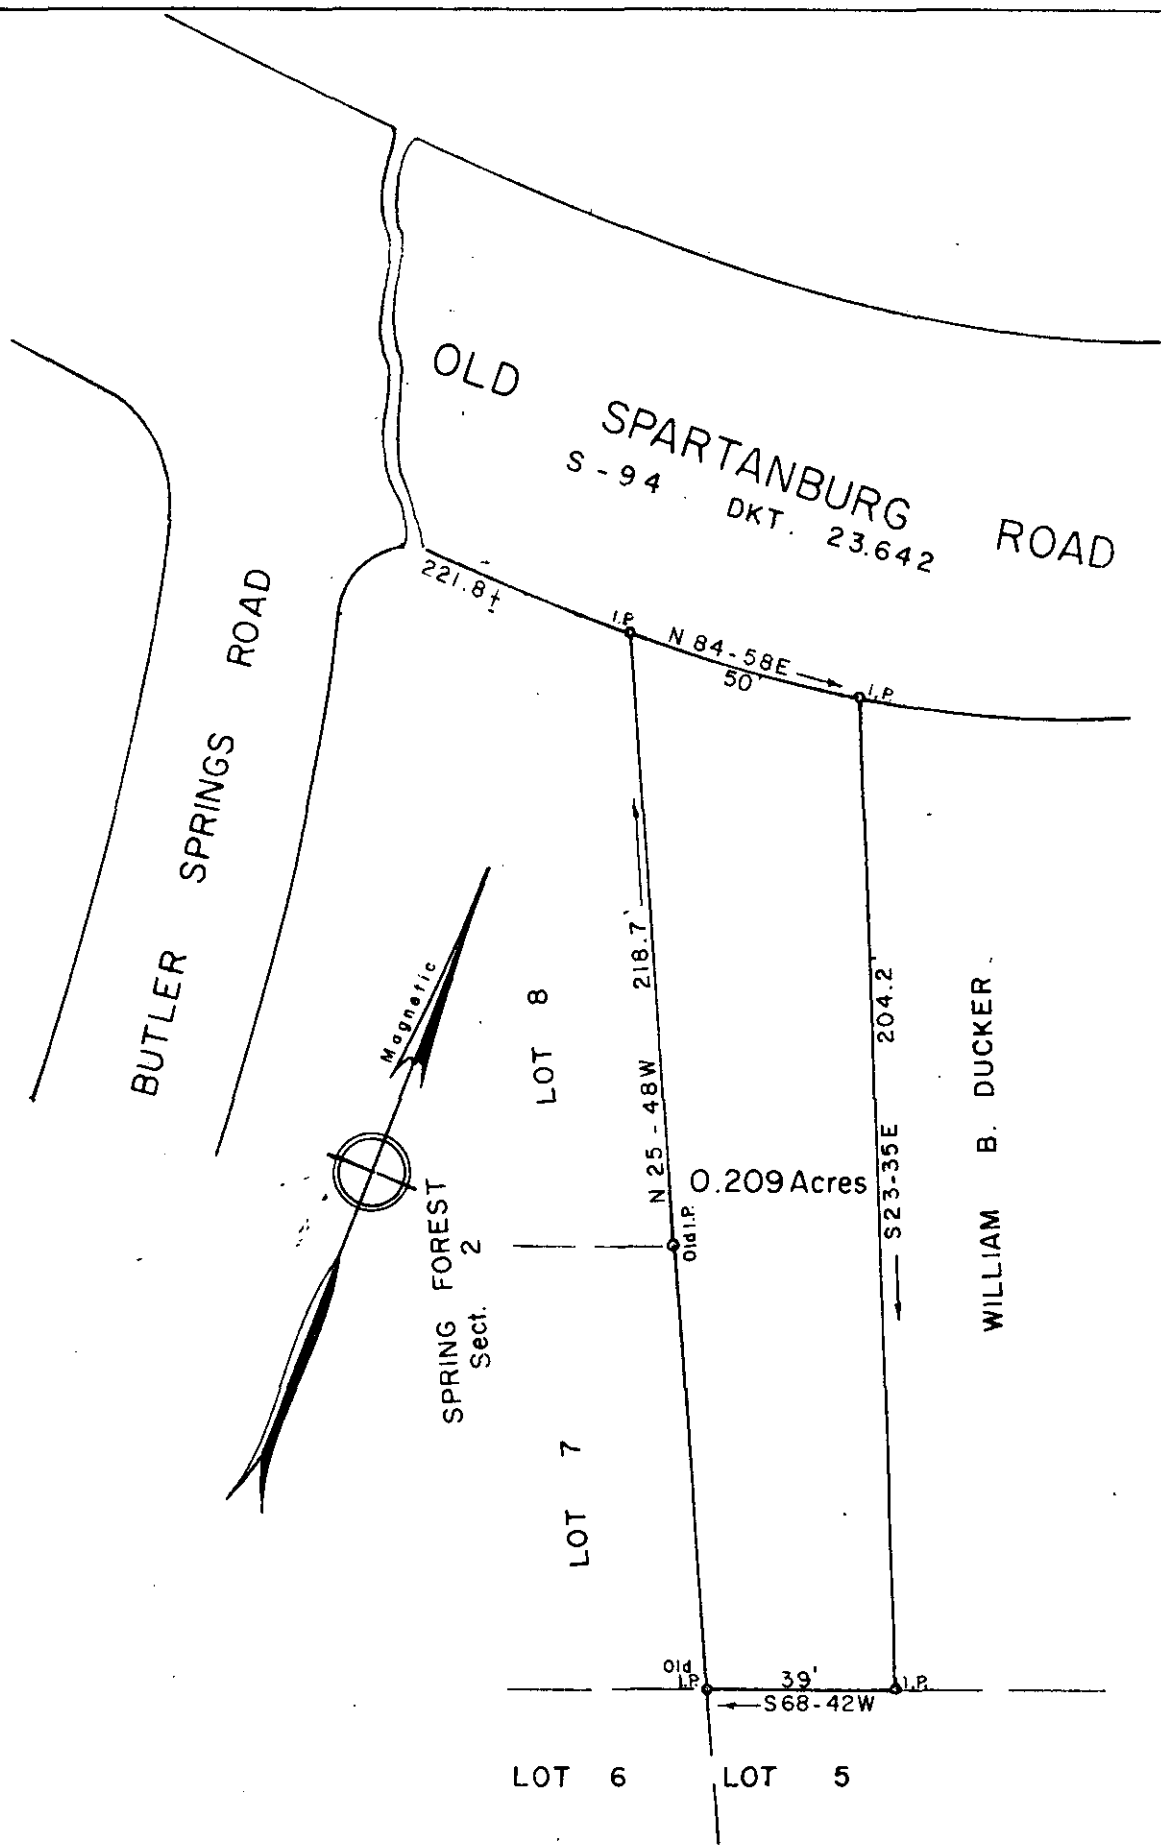 OLD SPARTANBURG ROAD
S-94 DKT. 23.642
BUTLER SPRINGS ROAD
221.8±
I.P.
N 84-58E
50'
I.P.
218.7'
N 25-48W
204.2'
S23-35E
Magnetic
LOT 8
SPRING FOREST
Sect. 2
0.209 Acres
Old I.P.
WILLIAM B. DUCKER
LOT 7
Old
I.P.
39'
S68-42W
I.P.
LOT 6
LOT 5